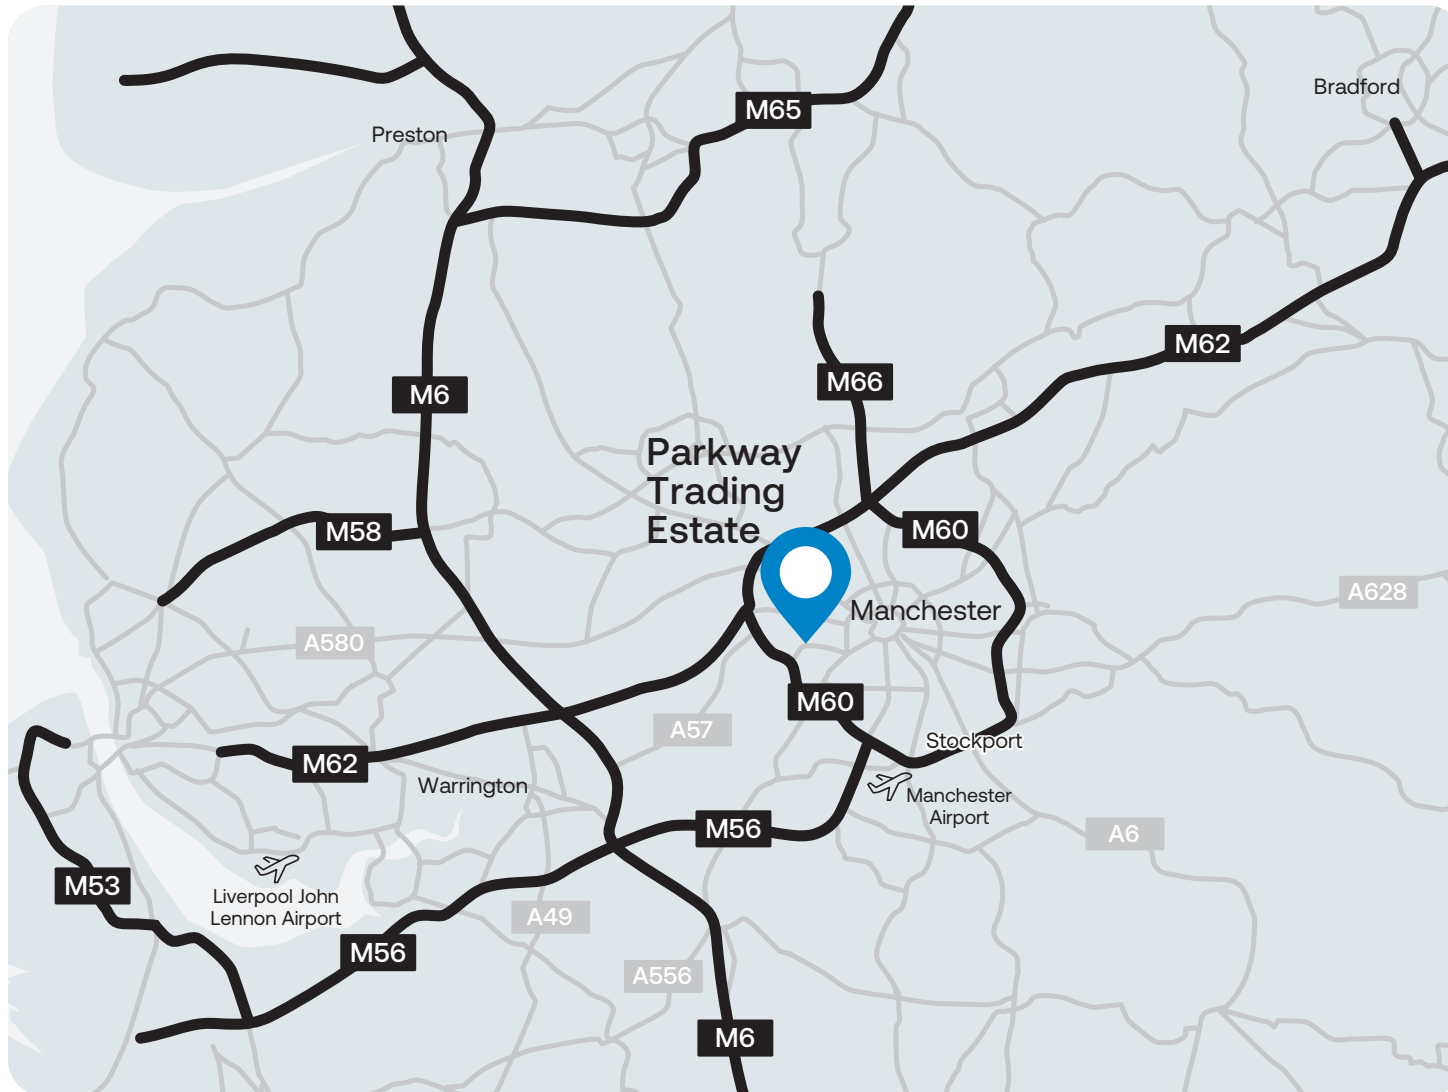 Bradford
M65
Preston
M62
M66
M6
Parkway
Trading
Estate
M58
M60
A628
Manchester
A580
M60
A57
Stockport
M62
Warrington
Manchester
Airport
M56
A6
M53
Liverpool John
Lennon Airport
A49
M56
A556
M6